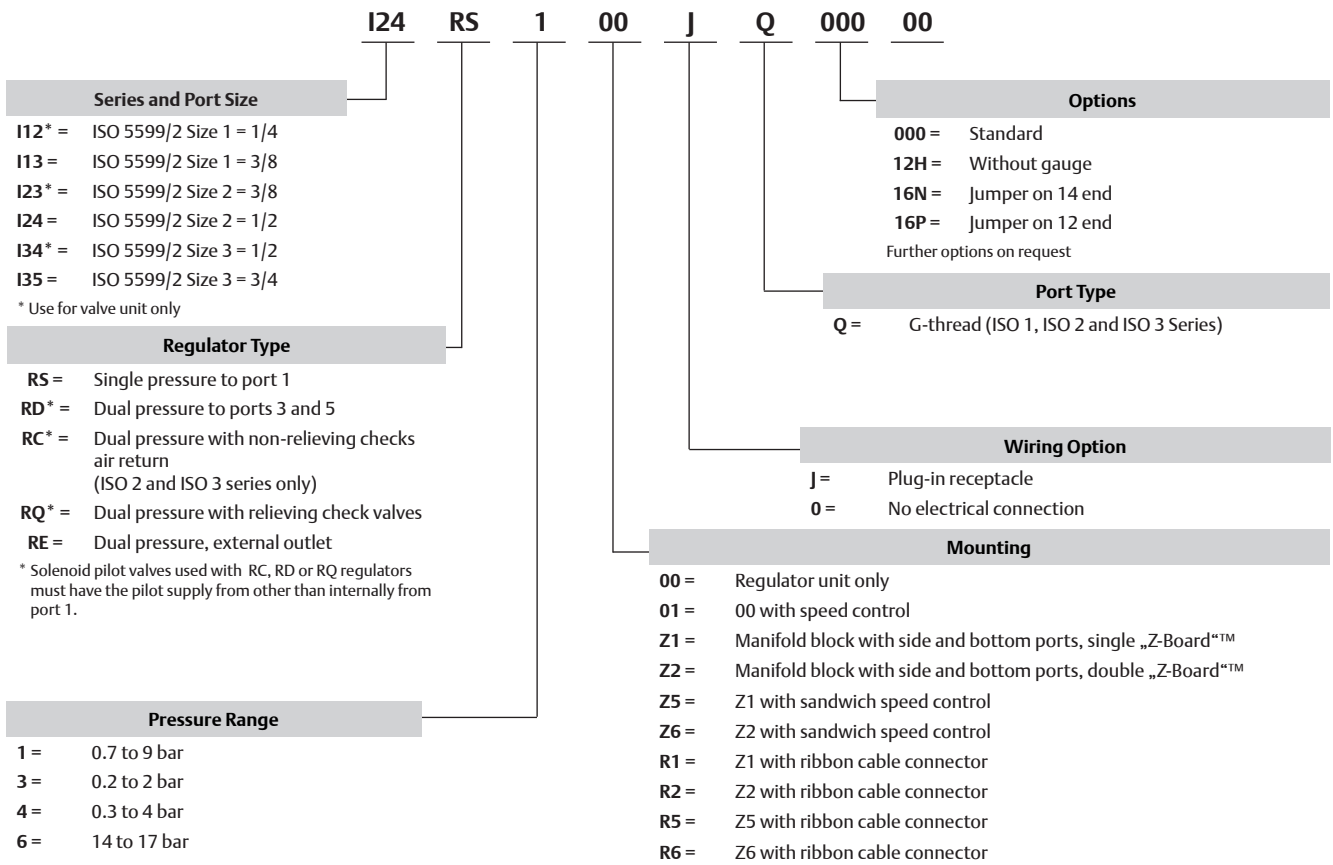 I24 RS 1 00 J Q 000 00
Series and Port Size
I12* = ISO 5599/2 Size 1 = 1/4
I13 = ISO 5599/2 Size 1 = 3/8
I23* = ISO 5599/2 Size 2 = 3/8
I24 = ISO 5599/2 Size 2 = 1/2
I34* = ISO 5599/2 Size 3 = 1/2
I35 = ISO 5599/2 Size 3 = 3/4
* Use for valve unit only
Regulator Type
RS = Single pressure to port 1
RD* = Dual pressure to ports 3 and 5
RC* = Dual pressure with non-relieving checks
air return
(ISO 2 and ISO 3 series only)
RQ* = Dual pressure with relieving check valves
RE = Dual pressure, external outlet
* Solenoid pilot valves used with RC, RD or RQ regulators
must have the pilot supply from other than internally from
port 1.
Pressure Range
1 = 0.7 to 9 bar
3 = 0.2 to 2 bar
4 = 0.3 to 4 bar
6 = 14 to 17 bar
Options
000 = Standard
12H = Without gauge
16N = Jumper on 14 end
16P = Jumper on 12 end
Further options on request
Port Type
Q = G-thread (ISO 1, ISO 2 and ISO 3 Series)
Wiring Option
J = Plug-in receptacle
0 = No electrical connection
Mounting
00 = Regulator unit only
01 = 00 with speed control
Z1 = Manifold block with side and bottom ports, single „Z-Board“™
Z2 = Manifold block with side and bottom ports, double „Z-Board“™
Z5 = Z1 with sandwich speed control
Z6 = Z2 with sandwich speed control
R1 = Z1 with ribbon cable connector
R2 = Z2 with ribbon cable connector
R5 = Z5 with ribbon cable connector
R6 = Z6 with ribbon cable connector